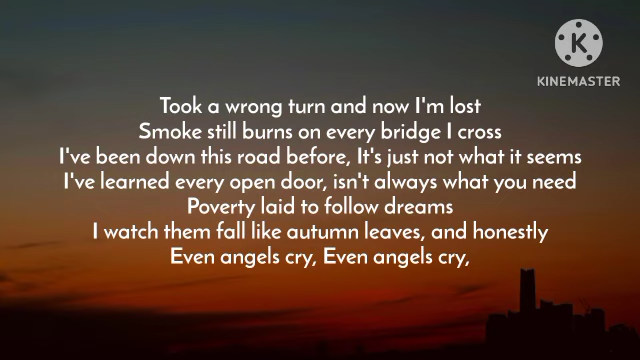 K
KINEMASTER
Took a wrong turn and now I'm lost
Smoke still burns on every bridge I cross
I've been down this road before, It's just not what it seems
I've learned every open door, isn't always what you need
Poverty laid to follow dreams
I watch them fall like autumn leaves, and honestly
Even angels cry, Even angels cry,